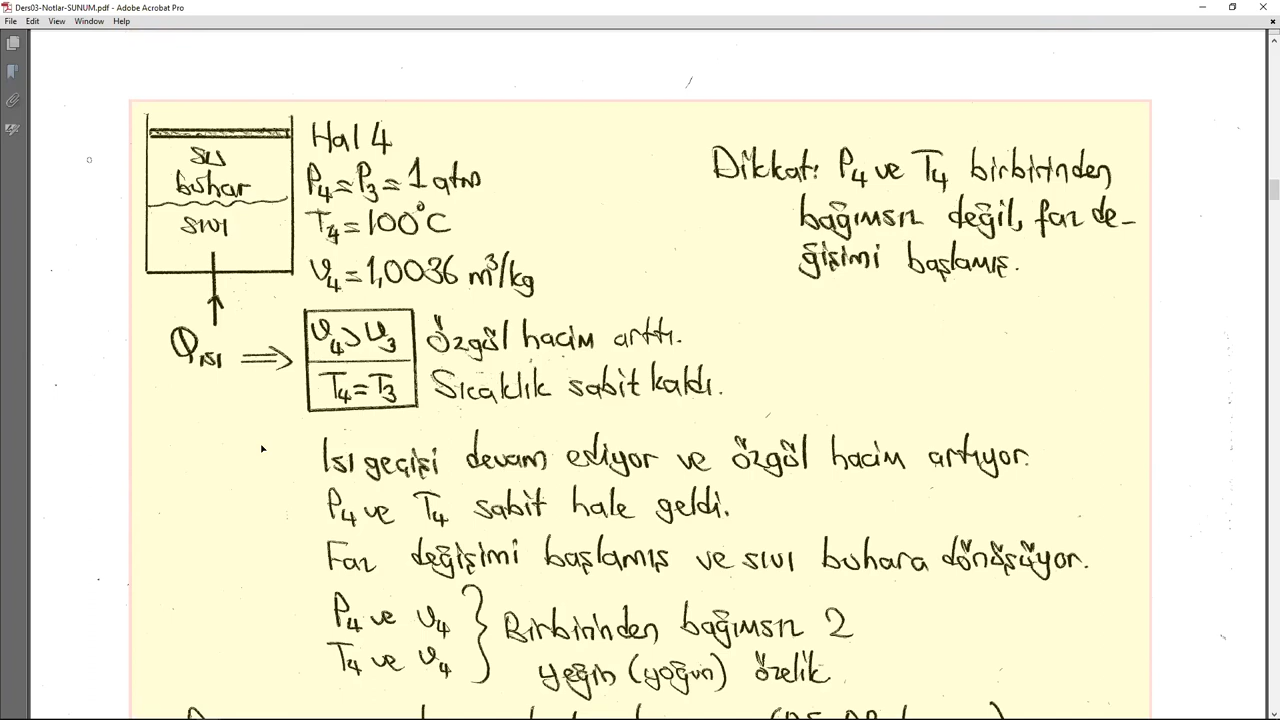 Ders03-Notlar-SUNUM.pdf - Adobe Acrobat Pro
File Edit View Window Help
su
buhar
sıvı
Qısı ⇒
Hal 4
P4=P3=1 atm
T4=100°C
v4=1,0036 m³/kg
Dikkat: P4 ve T4 birbirinden
bağımsız değil, faz de-
ğişimi başlamış.
v4>v3 Özgül hacim arttı.
T4=T3 Sıcaklık sabit kaldı.
Isı geçişi devam ediyor ve özgül hacim artıyor.
P4 ve T4 sabit hale geldi.
Faz değişimi başlamış ve sıvı buhara dönüşüyor.
P4 ve v4
T4 ve v4
} Birbirinden bağımsız 2
yeğin (yoğun) özelik